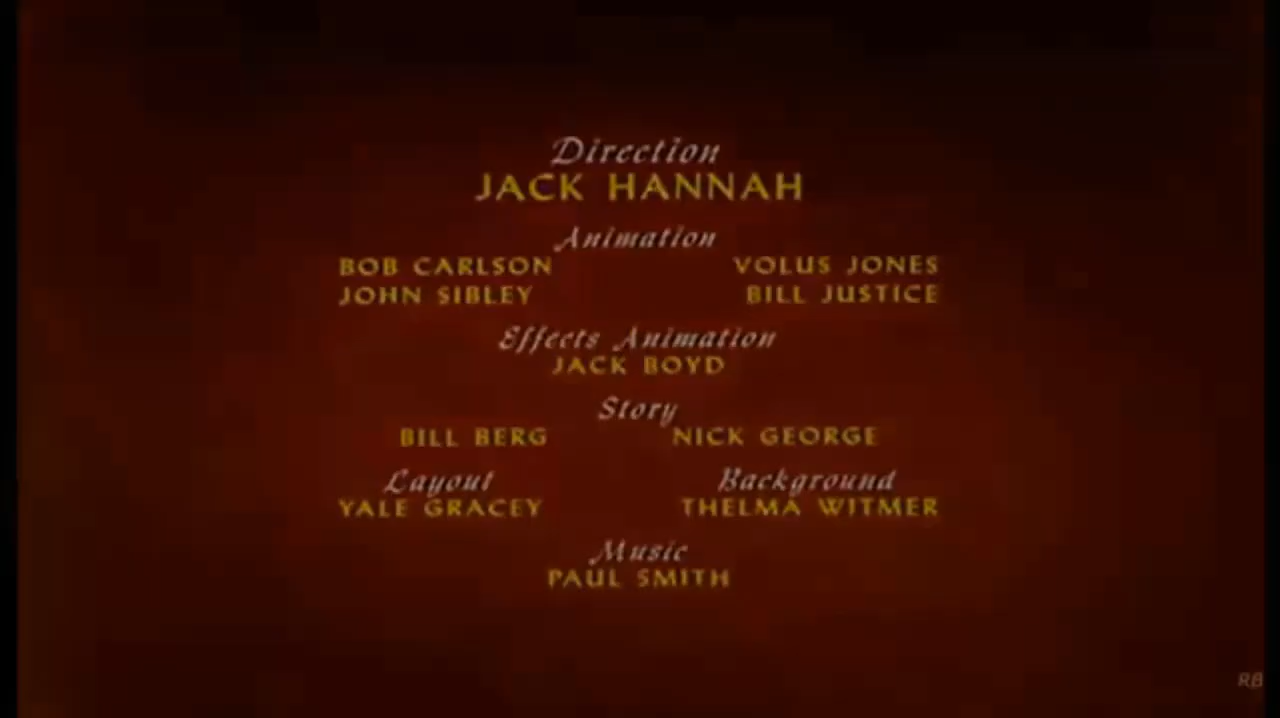 Direction
JACK HANNAH
Animation
BOB CARLSON VOLUS JONES
JOHN SIBLEY BILL JUSTICE
Effects Animation
JACK BOYD
Story
BILL BERG NICK GEORGE
Layout Background
YALE GRACEY THELMA WITMER
Music
PAUL SMITH
RB